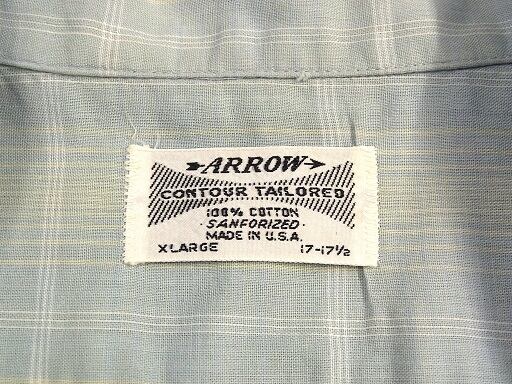 ARROW
CONTOUR TAILORED
100% COTTON
SANFORIZED
MADE IN U.S.A.
XLARGE 17-17½